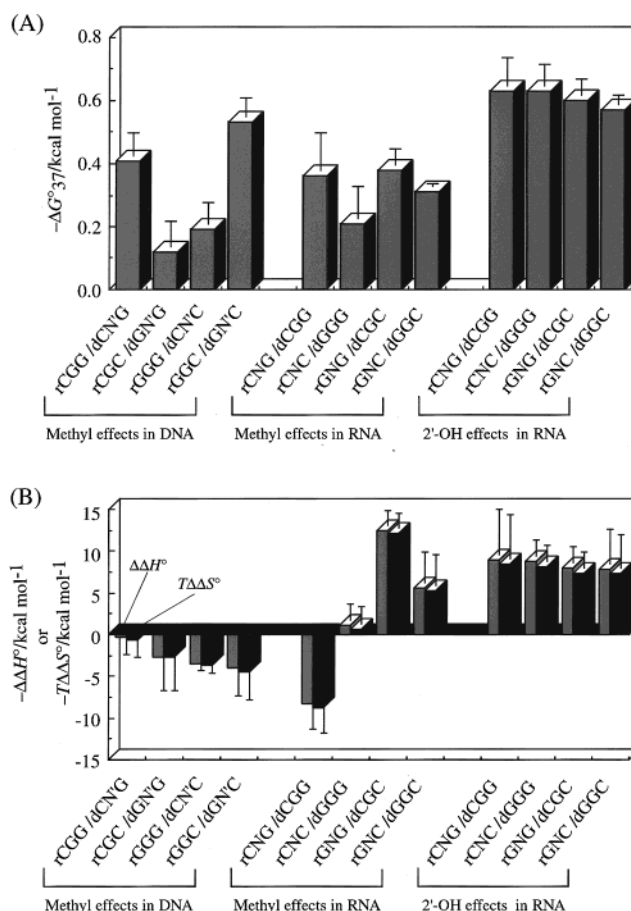 (A)
0.8
0.6
0.4
0.2
0.0
−ΔG°37/kcal mol-1
rCGG /dCN'G
rCGC /dGN'G
rGGG /dCN'C
rGGC /dGN'C
rCNG /dCGG
rCNC /dGGG
rGNG /dCGC
rGNC /dGGC
rCNG /dCGG
rCNC /dGGG
rGNG /dCGC
rGNC /dGGC
Methyl effects in DNA
Methyl effects in RNA
2'-OH effects in RNA
(B)
15
10
5
0
-5
-10
-15
−ΔΔH°/kcal mol-1
or
−TΔΔS°/kcal mol-1
ΔΔH°
TΔΔS°
rCGG /dCN'G
rCGC /dGN'G
rGGG /dCN'C
rGGC /dGN'C
rCNG /dCGG
rCNC /dGGG
rGNG /dCGC
rGNC /dGGC
rCNG /dCGG
rCNC /dGGG
rGNG /dCGC
rGNC /dGGC
Methyl effects in DNA
Methyl effects in RNA
2'-OH effects in RNA